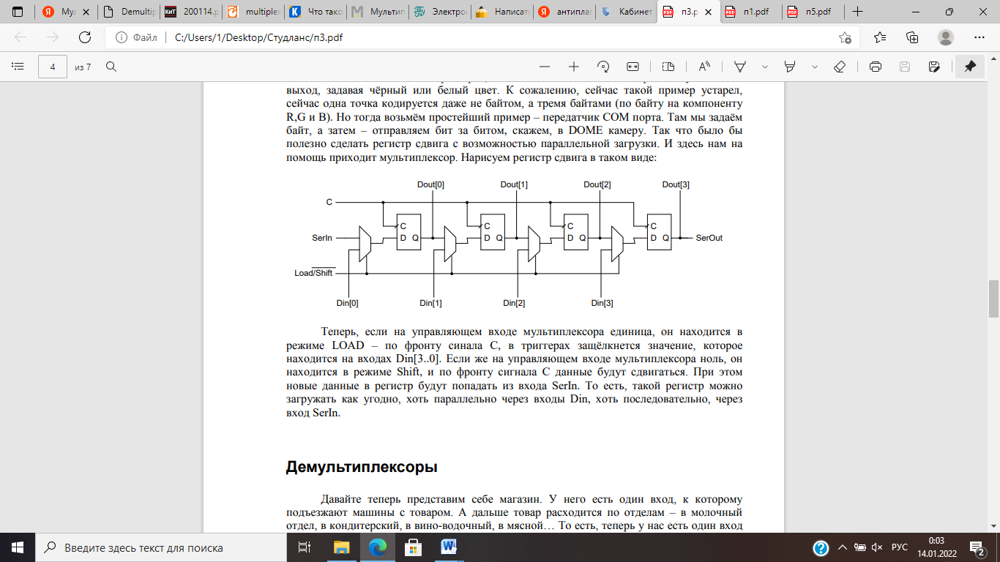 Мул
Demultip
КИТ
200114.p
multiplex
Что тако
Мультип
Электро
Написат
антиплаг
Кабинет
п3.p
п1.pdf
п5.pdf
Файл
C:/Users/1/Desktop/Студланс/п3.pdf
4
из 7
выход, задавая чёрный или белый цвет. К сожалению, сейчас такой пример устарел,
сейчас одна точка кодируется даже не байтом, а тремя байтами (по байту на компоненту
R,G и B). Но тогда возьмём простейший пример – передатчик COM порта. Там мы задаём
байт, а затем – отправляем бит за битом, скажем, в DOME камеру. Так что было бы
полезно сделать регистр сдвига с возможностью параллельной загрузки. И здесь нам на
помощь приходит мультиплексор. Нарисуем регистр сдвига в таком виде:
Dout[0] Dout[1] Dout[2] Dout[3]
C
C C C C
SerIn D Q D Q D Q D Q SerOut
Load/Shift
Din[0] Din[1] Din[2] Din[3]
Теперь, если на управляющем входе мультиплексора единица, он находится в
режиме LOAD – по фронту синала C, в триггерах защёлкнется значение, которое
находится на входах Din[3..0]. Если же на управляющем входе мультиплексора ноль, он
находится в режиме Shift, и по фронту сигнала C данные будут сдвигаться. При этом
новые данные в регистр будут попадать из входа SerIn. То есть, такой регистр можно
загружать как угодно, хоть параллельно через входы Din, хоть последовательно, через
вход SerIn.
Демультиплексоры
Давайте теперь представим себе магазин. У него есть один вход, к которому
подъезжают машины с товаром. А дальше товар расходится по отделам – в молочный
отдел, в кондитерский, в вино-водочный, в мясной… То есть, теперь у нас есть один вход
Введите здесь текст для поиска
РУС
0:03
14.01.2022
2